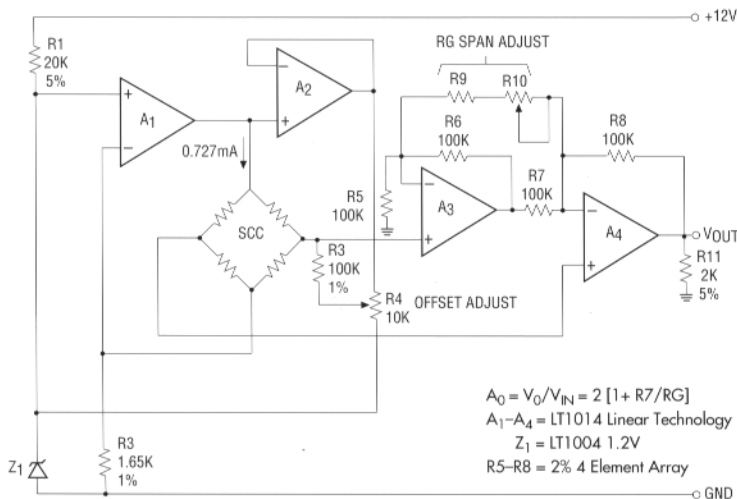 +12V
R1
20K
5%
RG SPAN ADJUST
R9
R10
A1
+
−
A2
−
+
R6
100K
R8
100K
0.727mA
R5
100K
A3
−
+
R7
100K
A4
−
+
VOUT
SCC
R3
100K
1%
R4
10K
OFFSET ADJUST
R11
2K
5%
A0 = V0/VIN = 2 [1+ R7/RG]
A1–A4 = LT1014 Linear Technology
Z1 = LT1004 1.2V
R5–R8 = 2% 4 Element Array
Z1
R3
1.65K
1%
GND